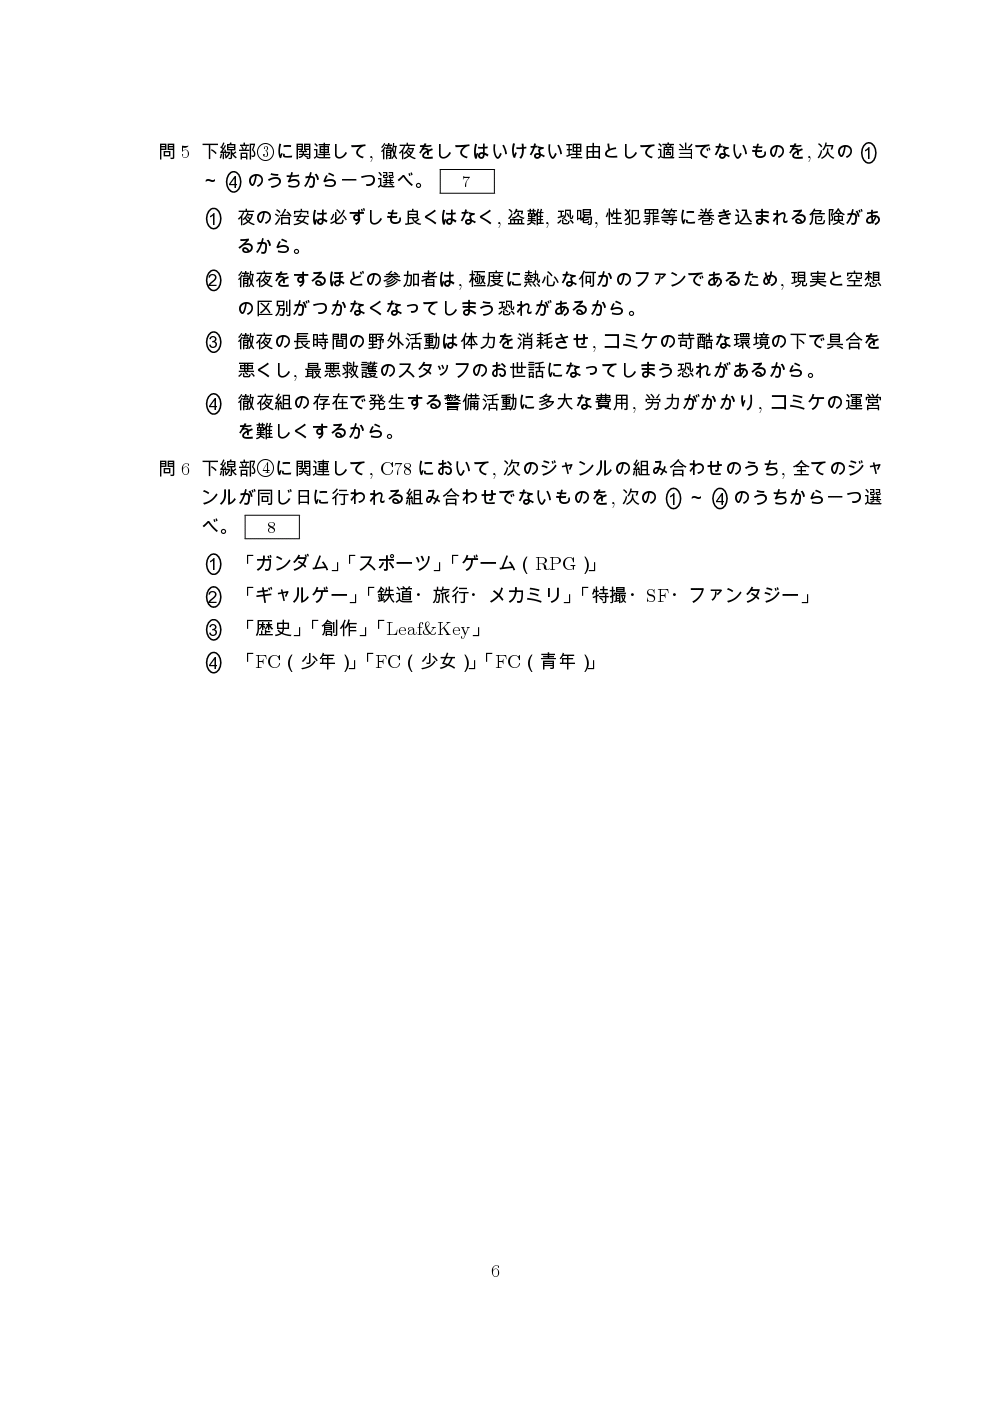 問 5 下線部③に関連して, 徹夜をしてはいけない理由として適当でないものを, 次の ①
~ ④ のうちから一つ選べ。 7
① 夜の治安は必ずしも良くはなく, 盗難, 恐喝, 性犯罪等に巻き込まれる危険があ
るから。
② 徹夜をするほどの参加者は, 極度に熱心な何かのファンであるため, 現実と空想
の区別がつかなくなってしまう恐れがあるから。
③ 徹夜の長時間の野外活動は体力を消耗させ, コミケの苛酷な環境の下で具合を
悪くし, 最悪救護のスタッフのお世話になってしまう恐れがあるから。
④ 徹夜組の存在で発生する警備活動に多大な費用, 労力がかかり, コミケの運営
を難しくするから。
問 6 下線部④に関連して, C78 において, 次のジャンルの組み合わせのうち, 全てのジャ
ンルが同じ日に行われる組み合わせでないものを, 次の ① ~ ④ のうちから一つ選
べ。 8
① 「ガンダム」「スポーツ」「ゲーム ( RPG )」
② 「ギャルゲー」「鉄道・旅行・メカミリ」「特撮・SF・ファンタジー」
③ 「歴史」「創作」「Leaf&Key」
④ 「FC ( 少年 )」「FC ( 少女 )」「FC ( 青年 )」
6